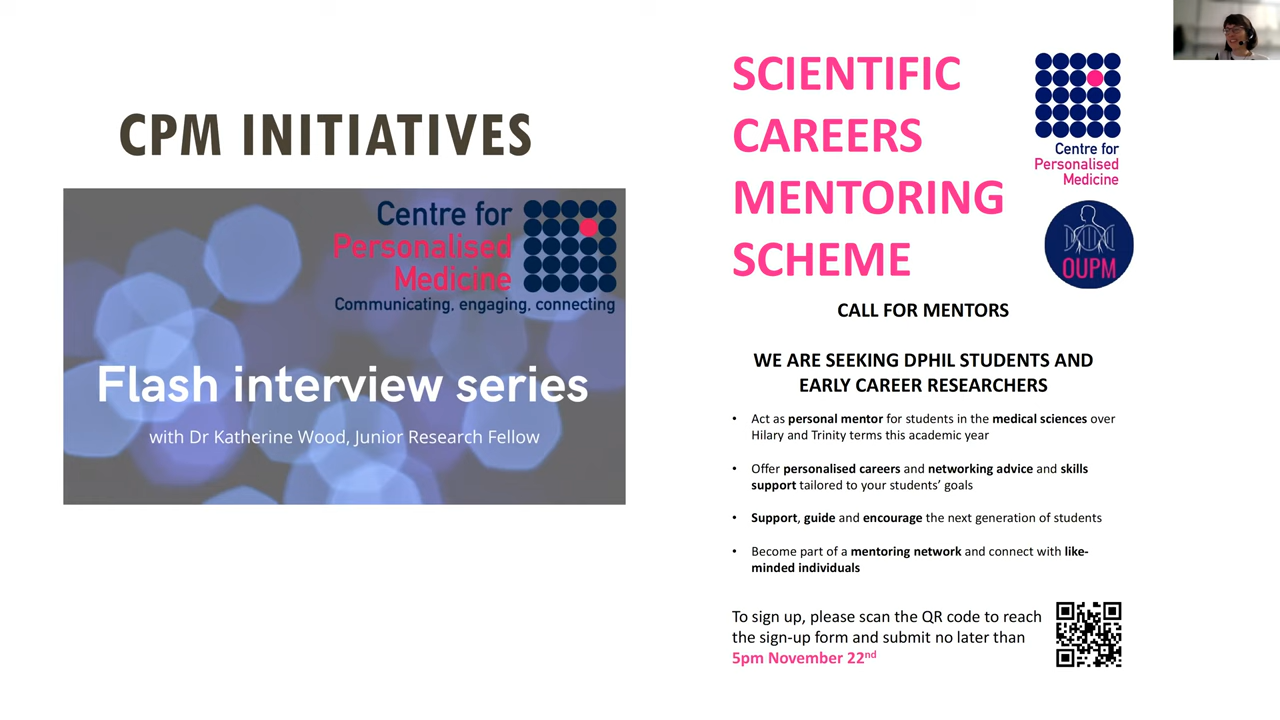 CPM INITIATIVES
Centre for
Personalised
Medicine
Communicating, engaging, connecting
Flash interview series
with Dr Katherine Wood, Junior Research Fellow
SCIENTIFIC
CAREERS
MENTORING
SCHEME
Centre for
Personalised
Medicine
OUPM
CALL FOR MENTORS
WE ARE SEEKING DPHIL STUDENTS AND
EARLY CAREER RESEARCHERS
• Act as personal mentor for students in the medical sciences over
Hilary and Trinity terms this academic year
• Offer personalised careers and networking advice and skills
support tailored to your students' goals
• Support, guide and encourage the next generation of students
• Become part of a mentoring network and connect with like-
minded individuals
To sign up, please scan the QR code to reach
the sign-up form and submit no later than
5pm November 22nd